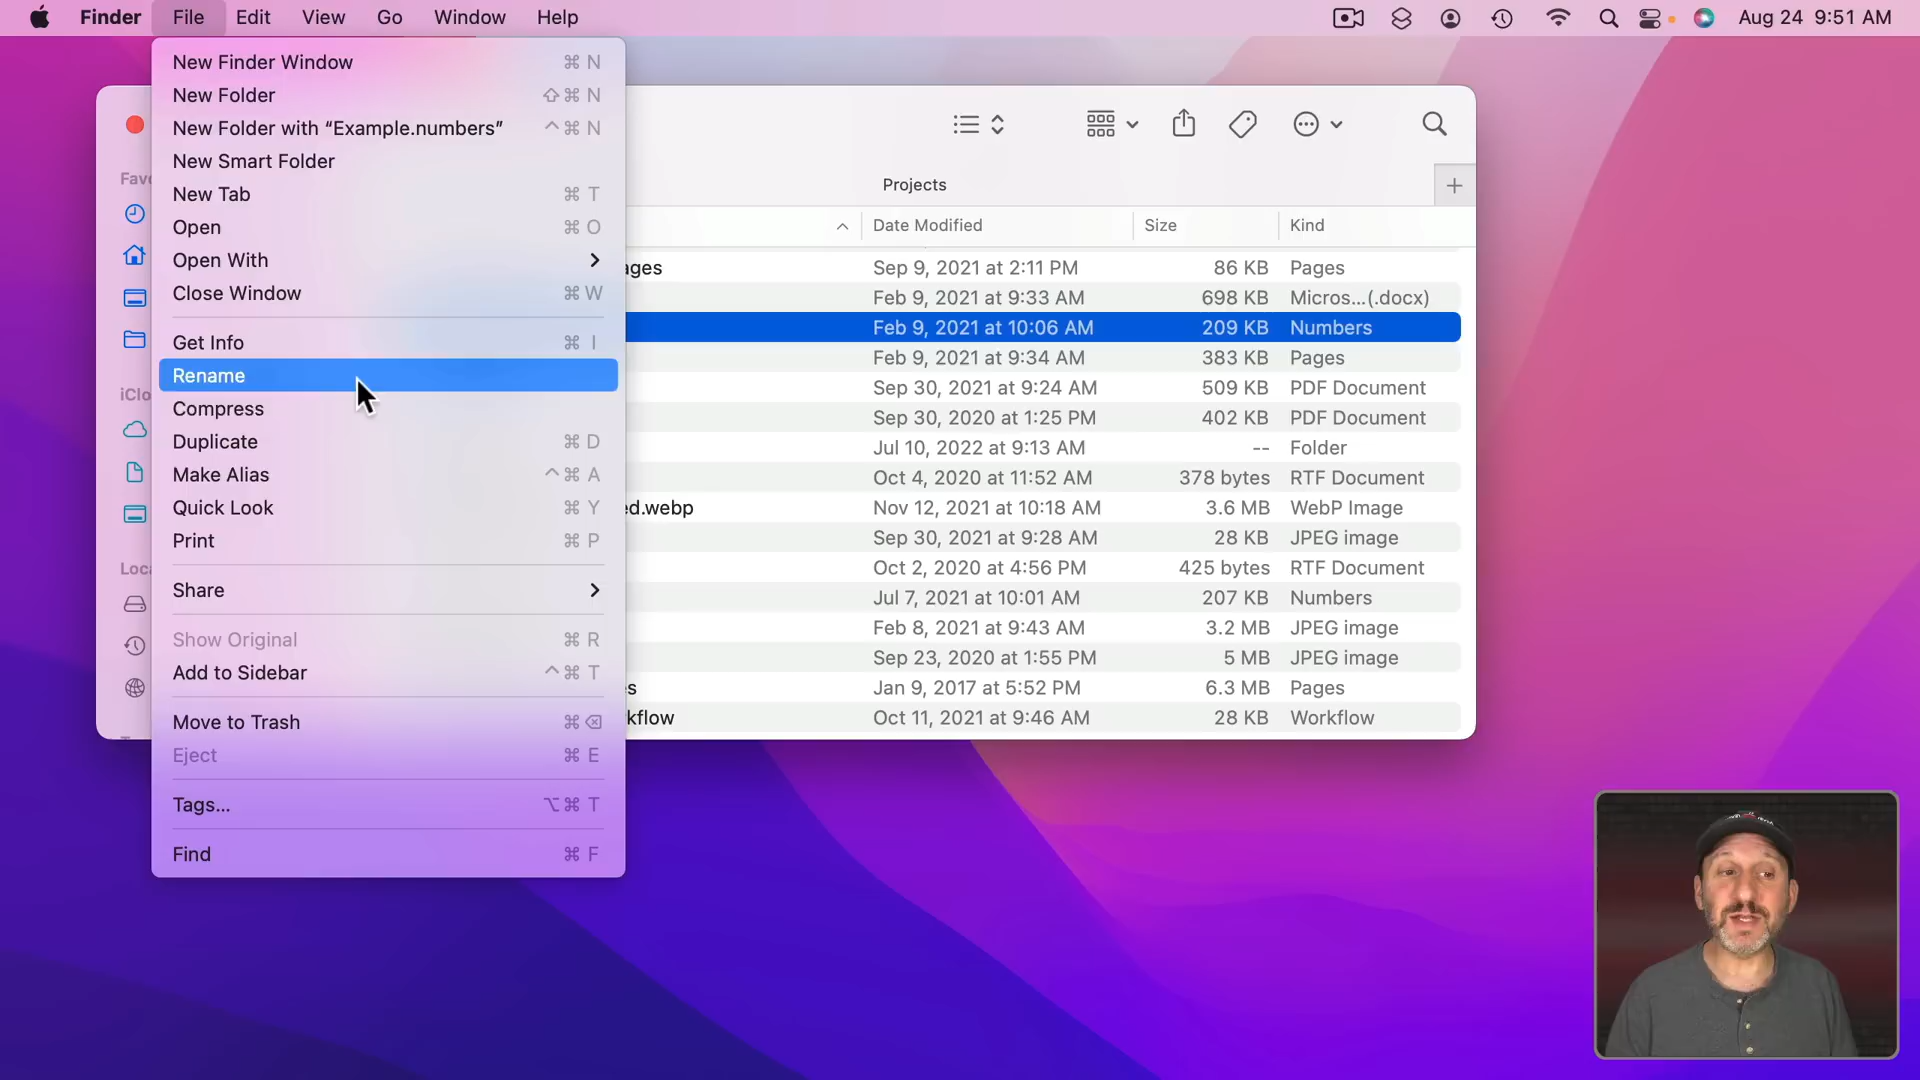 Finder File Edit View Go Window Help Aug 24 9:51 AM
New Finder Window ⌘ N
New Folder ⇧⌘ N
New Folder with “Example.numbers” ^⌘ N
New Smart Folder
New Tab ⌘ T
Open ⌘ O
Open With
Close Window ⌘ W
Get Info ⌘ I
Rename
Compress
Duplicate ⌘ D
Make Alias ^⌘ A
Quick Look ⌘ Y
Print ⌘ P
Share
Show Original ⌘ R
Add to Sidebar ^⌘ T
Move to Trash ⌘ ⌫
Eject ⌘ E
Tags... ⌥⌘ T
Find ⌘ F
Fav
iClo
Loca
Projects
Date Modified Size Kind
ages Sep 9, 2021 at 2:11 PM 86 KB Pages
Feb 9, 2021 at 9:33 AM 698 KB Micros...(.docx)
Feb 9, 2021 at 10:06 AM 209 KB Numbers
Feb 9, 2021 at 9:34 AM 383 KB Pages
Sep 30, 2021 at 9:24 AM 509 KB PDF Document
Sep 30, 2020 at 1:25 PM 402 KB PDF Document
Jul 10, 2022 at 9:13 AM -- Folder
Oct 4, 2020 at 11:52 AM 378 bytes RTF Document
ed.webp Nov 12, 2021 at 10:18 AM 3.6 MB WebP Image
Sep 30, 2021 at 9:28 AM 28 KB JPEG image
Oct 2, 2020 at 4:56 PM 425 bytes RTF Document
Jul 7, 2021 at 10:01 AM 207 KB Numbers
Feb 8, 2021 at 9:43 AM 3.2 MB JPEG image
Sep 23, 2020 at 1:55 PM 5 MB JPEG image
s Jan 9, 2017 at 5:52 PM 6.3 MB Pages
kflow Oct 11, 2021 at 9:46 AM 28 KB Workflow